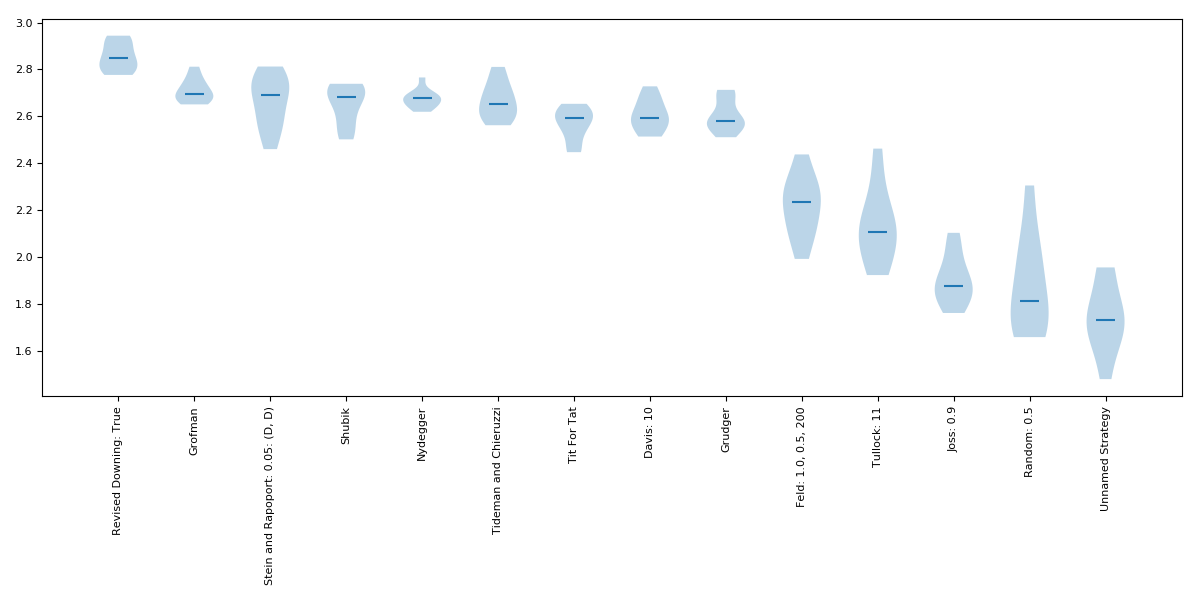 3.0
2.8
2.6
2.4
2.2
2.0
1.8
1.6
Revised Downing: True
Grofman
Stein and Rapoport: 0.05: (D, D)
Shubik
Nydegger
Tideman and Chieruzzi
Tit For Tat
Davis: 10
Grudger
Feld: 1.0, 0.5, 200
Tullock: 11
Joss: 0.9
Random: 0.5
Unnamed Strategy